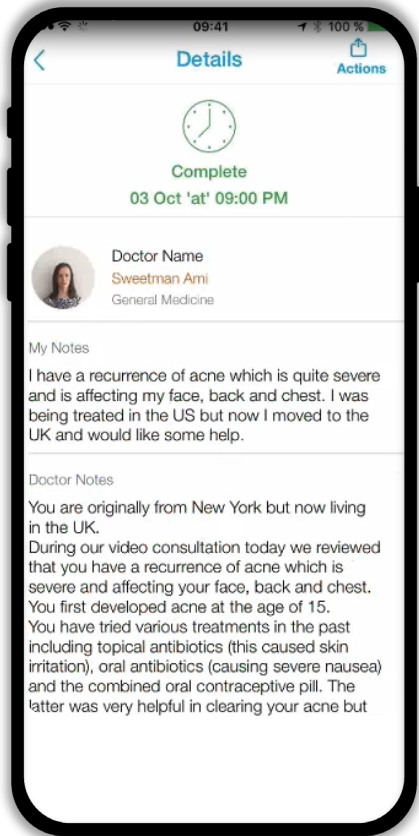 09:41
100 %
Details
Actions
Complete
03 Oct 'at' 09:00 PM
Doctor Name
Sweetman Ami
General Medicine
My Notes
I have a recurrence of acne which is quite severe
and is affecting my face, back and chest. I was
being treated in the US but now I moved to the
UK and would like some help.
Doctor Notes
You are originally from New York but now living
in the UK.
During our video consultation today we reviewed
that you have a recurrence of acne which is
severe and affecting your face, back and chest.
You first developed acne at the age of 15.
You have tried various treatments in the past
including topical antibiotics (this caused skin
irritation), oral antibiotics (causing severe nausea)
and the combined oral contraceptive pill. The
latter was very helpful in clearing your acne but